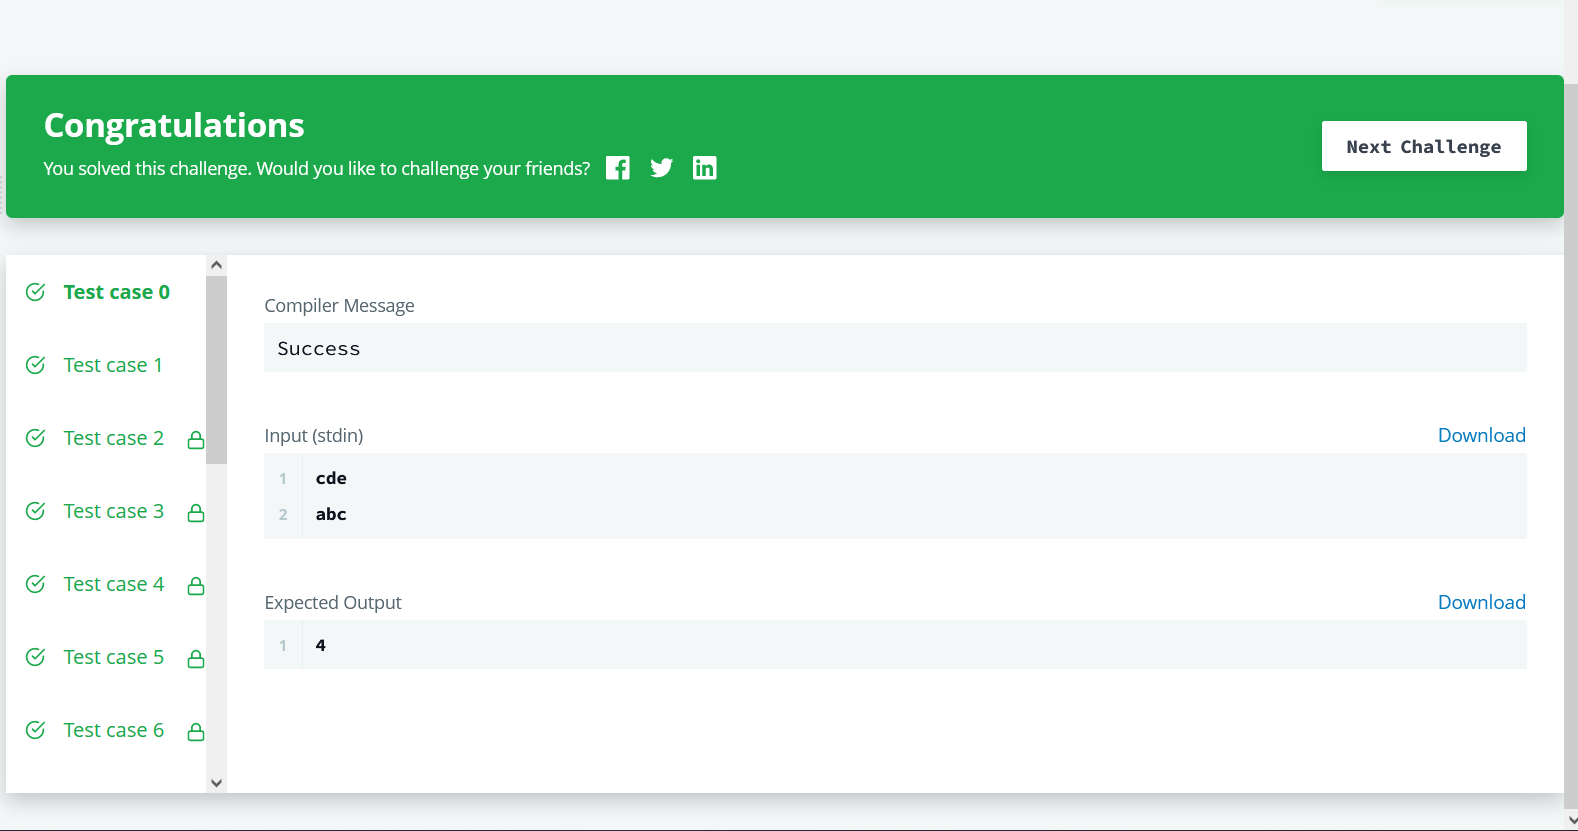 Congratulations
You solved this challenge. Would you like to challenge your friends?
Next Challenge
Test case 0
Test case 1
Test case 2
Test case 3
Test case 4
Test case 5
Test case 6
Compiler Message
Success
Input (stdin)
Download
1 cde
2 abc
Expected Output
Download
1 4